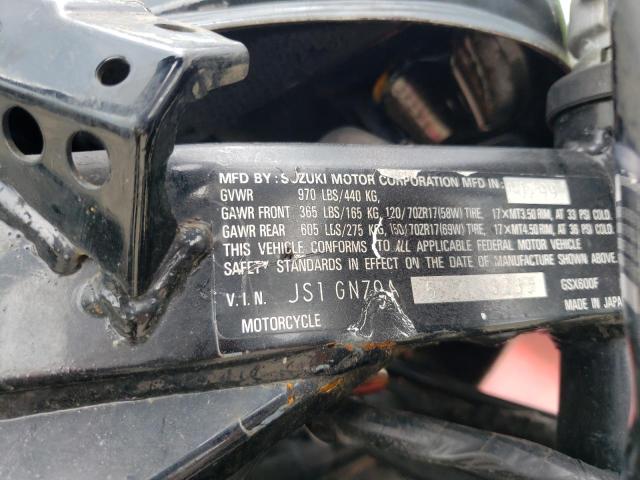 MFD BY : SUZUKI MOTOR CORPORATION MFD IN :
GVWR 970 LBS/440 KG,
GAWR FRONT 365 LBS/165 KG, 120/70ZR17(58W) TIRE, 17×MT3.50 RIM, AT 33 PSI COLD.
GAWR REAR 605 LBS/275 KG, 150/70ZR17(69W) TIRE, 17×MT4.50 RIM, AT 36 PSI COLD.
THIS VEHICLE CONFORMS TO ALL APPLICABLE FEDERAL MOTOR VEHICLE
SAFETY STANDARDS IN EFFECT ON THE DATE OF MANUFACTURE SHOWN ABOVE.
V.I.N. JS1GN79A GSX600F
MOTORCYCLE MADE IN JAPA